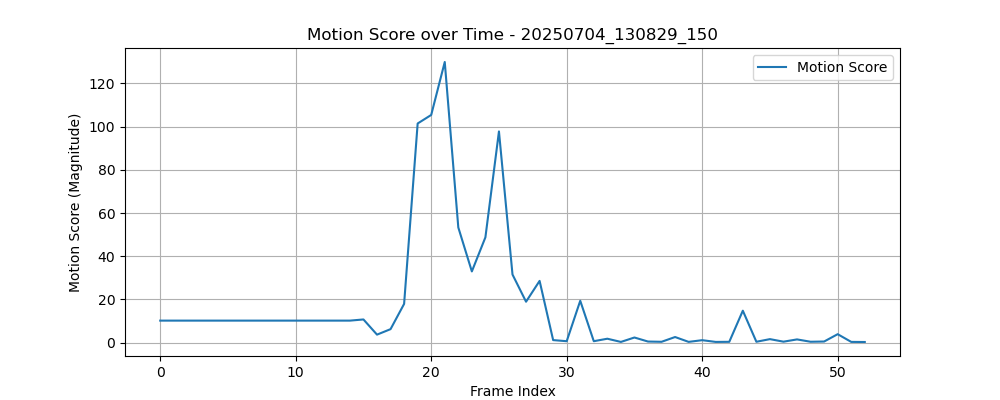 Motion Score over Time - 20250704_130829_150
Motion Score
Motion Score (Magnitude)
120
100
80
60
40
20
0
0 10 20 30 40 50
Frame Index